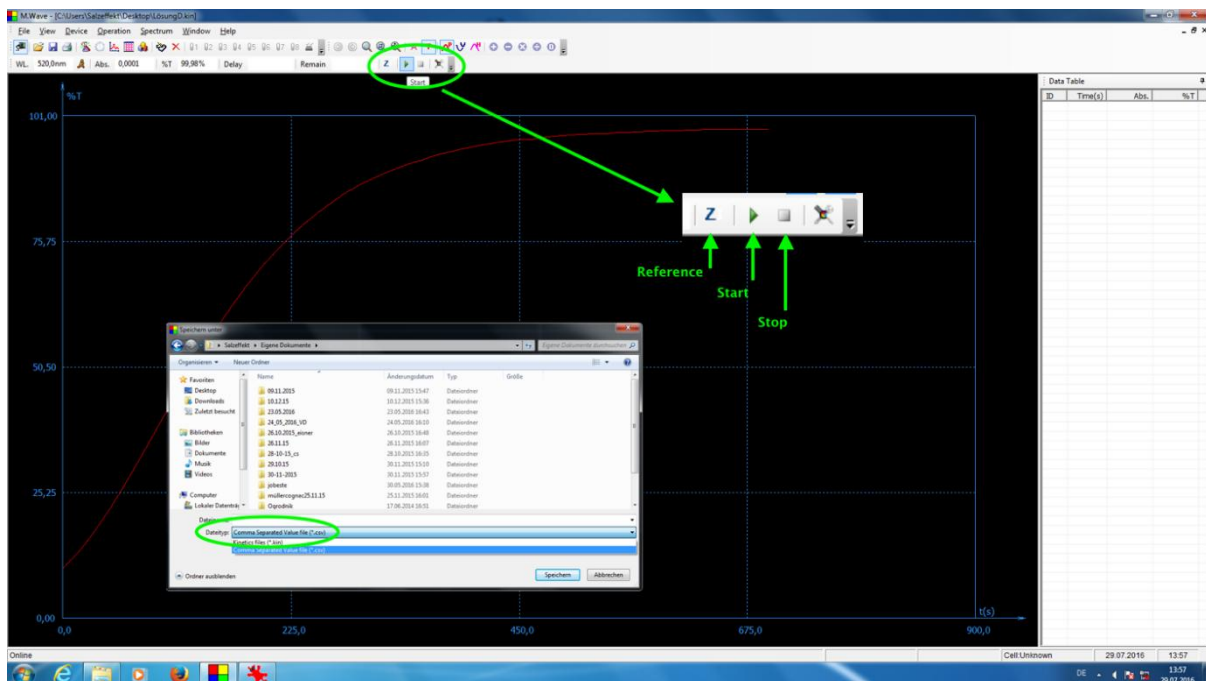 M.Wave - [C:\Users\Salzeffekt\Desktop\LösungD.kin]
File View Device Operation Spectrum Window Help
WL. 520,0nm Abs. 0,0001 %T 99,98% Delay Remain Z
Start
Data Table
ID Time(s) Abs. %T
%T
101,00
75,75
50,50
25,25
0,00
0,0 225,0 450,0 675,0 900,0
t(s)
Z
Reference
Start
Stop
Speichern unter
Salzeffekt Eigene Dokumente
Eigene Dokumente durchsuchen
Organisieren Neuer Ordner
Favoriten
Desktop
Downloads
Zuletzt besucht
Bibliotheken
Bilder
Dokumente
Musik
Videos
Computer
Lokaler Datenträ
Name Änderungsdatum Typ Größe
09.11.2015 09.11.2015 15:47 Dateiordner
10.12.15 10.12.2015 15:36 Dateiordner
23.05.2016 23.05.2016 16:43 Dateiordner
24_05_2016_VD 24.05.2016 16:10 Dateiordner
26.10.2015_eisner 26.10.2015 16:49 Dateiordner
26.11.15 26.11.2015 16:07 Dateiordner
28-10-15_cs 28.10.2015 16:35 Dateiordner
29.10.15 30.11.2015 15:19 Dateiordner
30-11-2015 30.11.2015 15:57 Dateiordner
jobeste 30.05.2016 15:38 Dateiordner
müllercognac25.11.15 25.11.2015 16:01 Dateiordner
Ogrodnik 17.06.2014 16:51 Dateiordner
Dateityp: Comma Separated Value file (*.csv)
Kinetics files (*.kin)
Comma Separated Value file (*.csv)
Ordner ausblenden
Speichern Abbrechen
Online
Cell:Unknown 29.07.2016 13:57
DE
13:57
29.07.2016